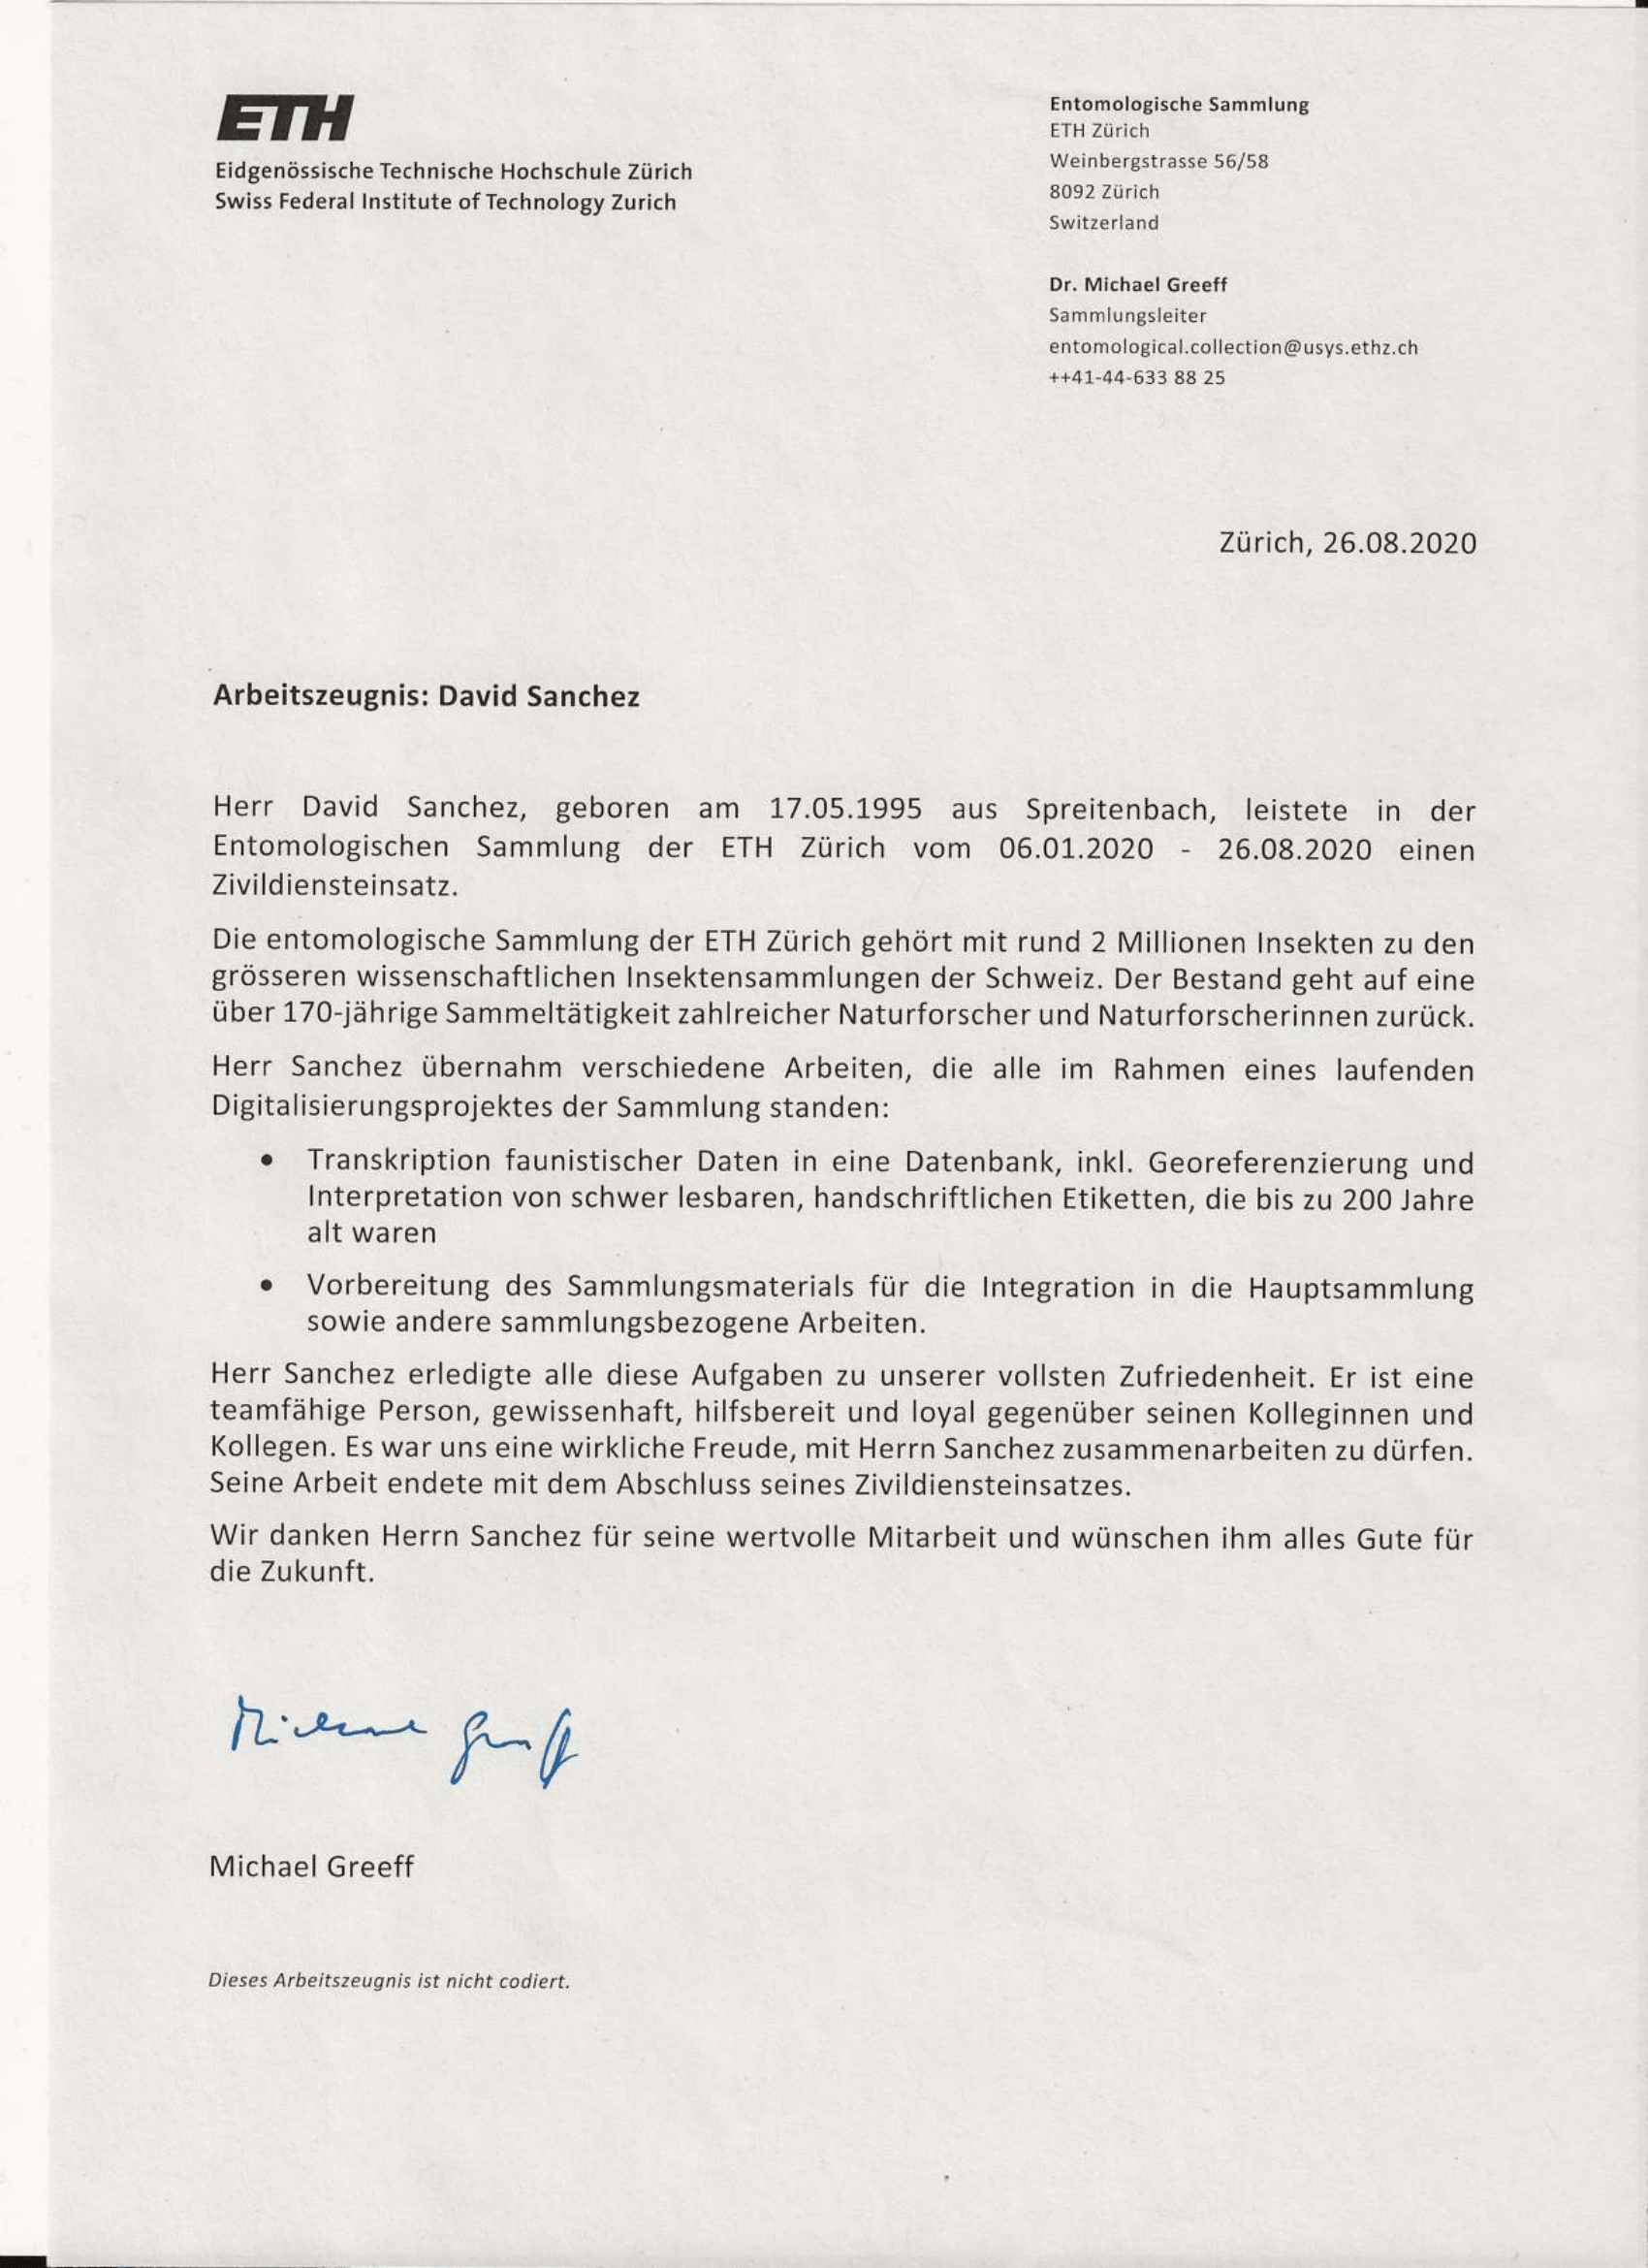 ETH
Eidgenössische Technische Hochschule Zürich
Swiss Federal Institute of Technology Zurich
Entomologische Sammlung
ETH Zürich
Weinbergstrasse 56/58
8092 Zürich
Switzerland
Dr. Michael Greeff
Sammlungsleiter
entomological.collection@usys.ethz.ch
++41-44-633 88 25
Zürich, 26.08.2020
Arbeitszeugnis: David Sanchez
Herr David Sanchez, geboren am 17.05.1995 aus Spreitenbach, leistete in der
Entomologischen Sammlung der ETH Zürich vom 06.01.2020 - 26.08.2020 einen
Zivildiensteinsatz.
Die entomologische Sammlung der ETH Zürich gehört mit rund 2 Millionen Insekten zu den
grösseren wissenschaftlichen Insektensammlungen der Schweiz. Der Bestand geht auf eine
über 170-jährige Sammeltätigkeit zahlreicher Naturforscher und Naturforscherinnen zurück.
Herr Sanchez übernahm verschiedene Arbeiten, die alle im Rahmen eines laufenden
Digitalisierungsprojektes der Sammlung standen:
• Transkription faunistischer Daten in eine Datenbank, inkl. Georeferenzierung und
Interpretation von schwer lesbaren, handschriftlichen Etiketten, die bis zu 200 Jahre
alt waren
• Vorbereitung des Sammlungsmaterials für die Integration in die Hauptsammlung
sowie andere sammlungsbezogene Arbeiten.
Herr Sanchez erledigte alle diese Aufgaben zu unserer vollsten Zufriedenheit. Er ist eine
teamfähige Person, gewissenhaft, hilfsbereit und loyal gegenüber seinen Kolleginnen und
Kollegen. Es war uns eine wirkliche Freude, mit Herrn Sanchez zusammenarbeiten zu dürfen.
Seine Arbeit endete mit dem Abschluss seines Zivildiensteinsatzes.
Wir danken Herrn Sanchez für seine wertvolle Mitarbeit und wünschen ihm alles Gute für
die Zukunft.
Michael Greeff
Michael Greeff
Dieses Arbeitszeugnis ist nicht codiert.